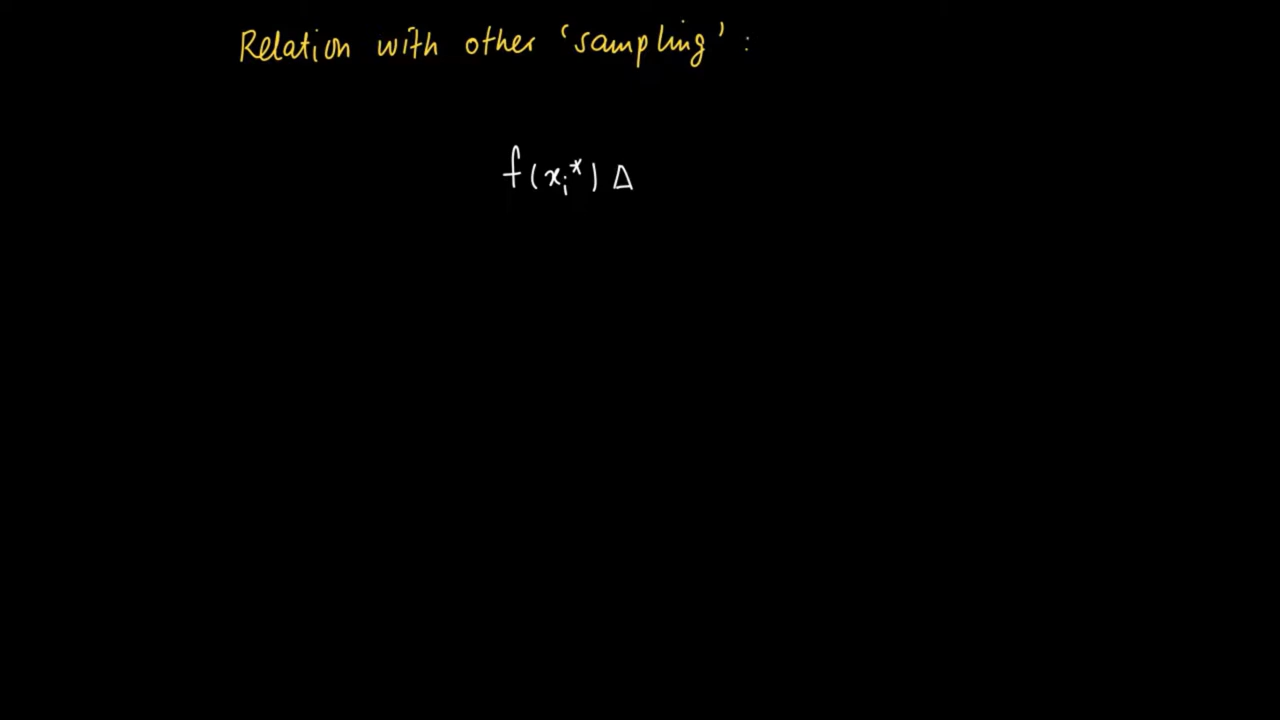 Relation with other ‘sampling’ :
f(xᵢ*) Δ